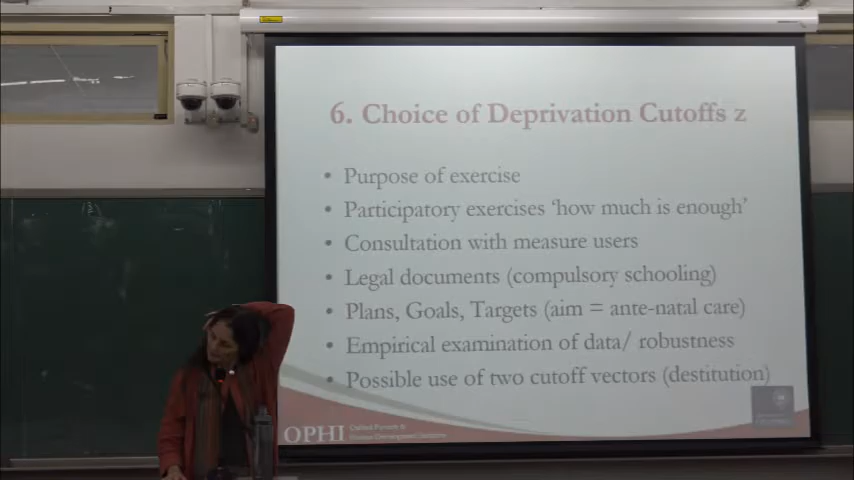 6. Choice of Deprivation Cutoffs z
• Purpose of exercise
• Participatory exercises ‘how much is enough’
• Consultation with measure users
• Legal documents (compulsory schooling)
• Plans, Goals, Targets (aim = ante-natal care)
• Empirical examination of data/ robustness
• Possible use of two cutoff vectors (destitution)
OPHI